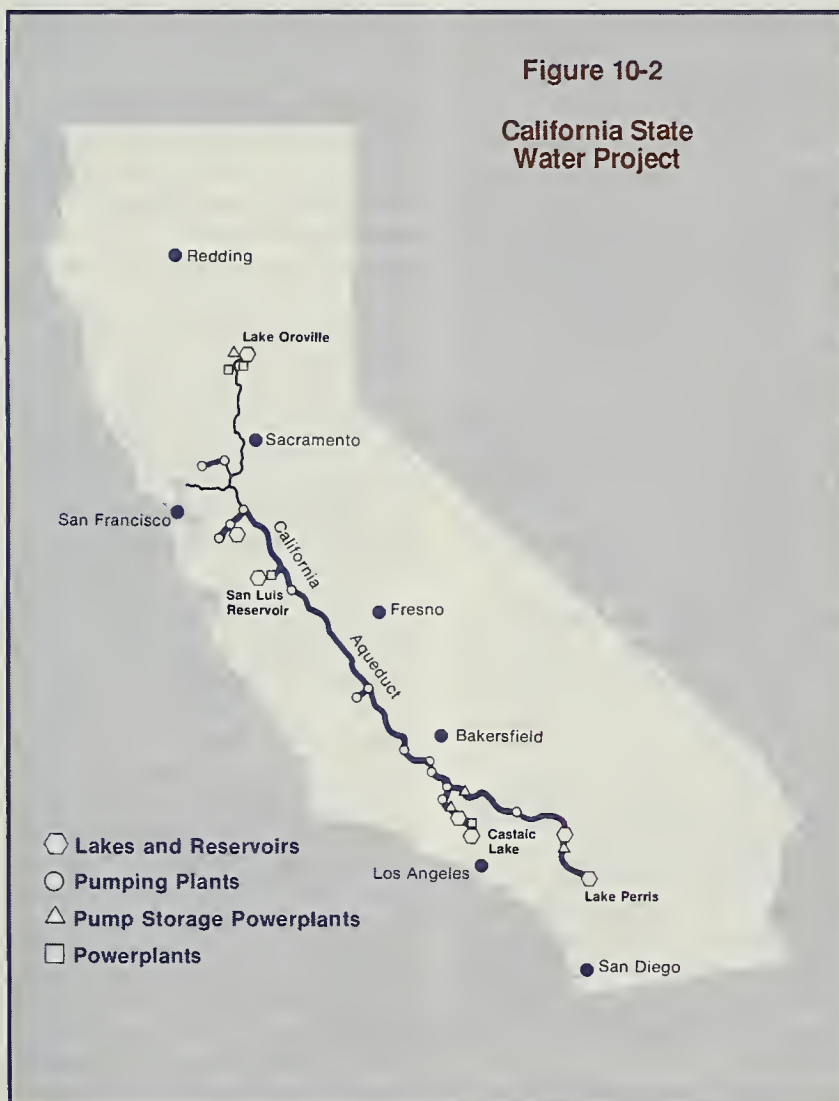 Figure 10-2
California State
Water Project
Redding
Lake Oroville
Sacramento
San Francisco
California
San Luis
Reservoir
Fresno
Aqueduct
Bakersfield
Castaic
Lake
Los Angeles
Lake Perris
San Diego
Lakes and Reservoirs
Pumping Plants
Pump Storage Powerplants
Powerplants